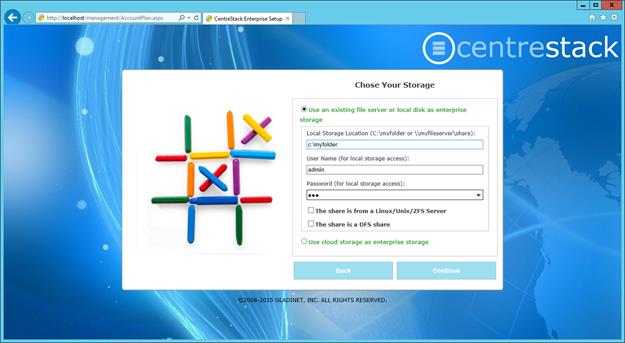 http://localhost/management/AccountPlan.aspx
CentreStack Enterprise Setup
centrestack
Chose Your Storage
Use an existing file server or local disk as enterprise
storage
Local Storage Location (C:\myfolder or \\myfileserver\share):
c:\myfolder
User Name (for local storage access):
admin
Password (for local storage access):
•••
The share is from a Linux/Unix/ZFS Server
The share is a DFS share
Use cloud storage as enterprise storage
Back
Continue
©2006-2015 GLADINET, INC. ALL RIGHTS RESERVED.